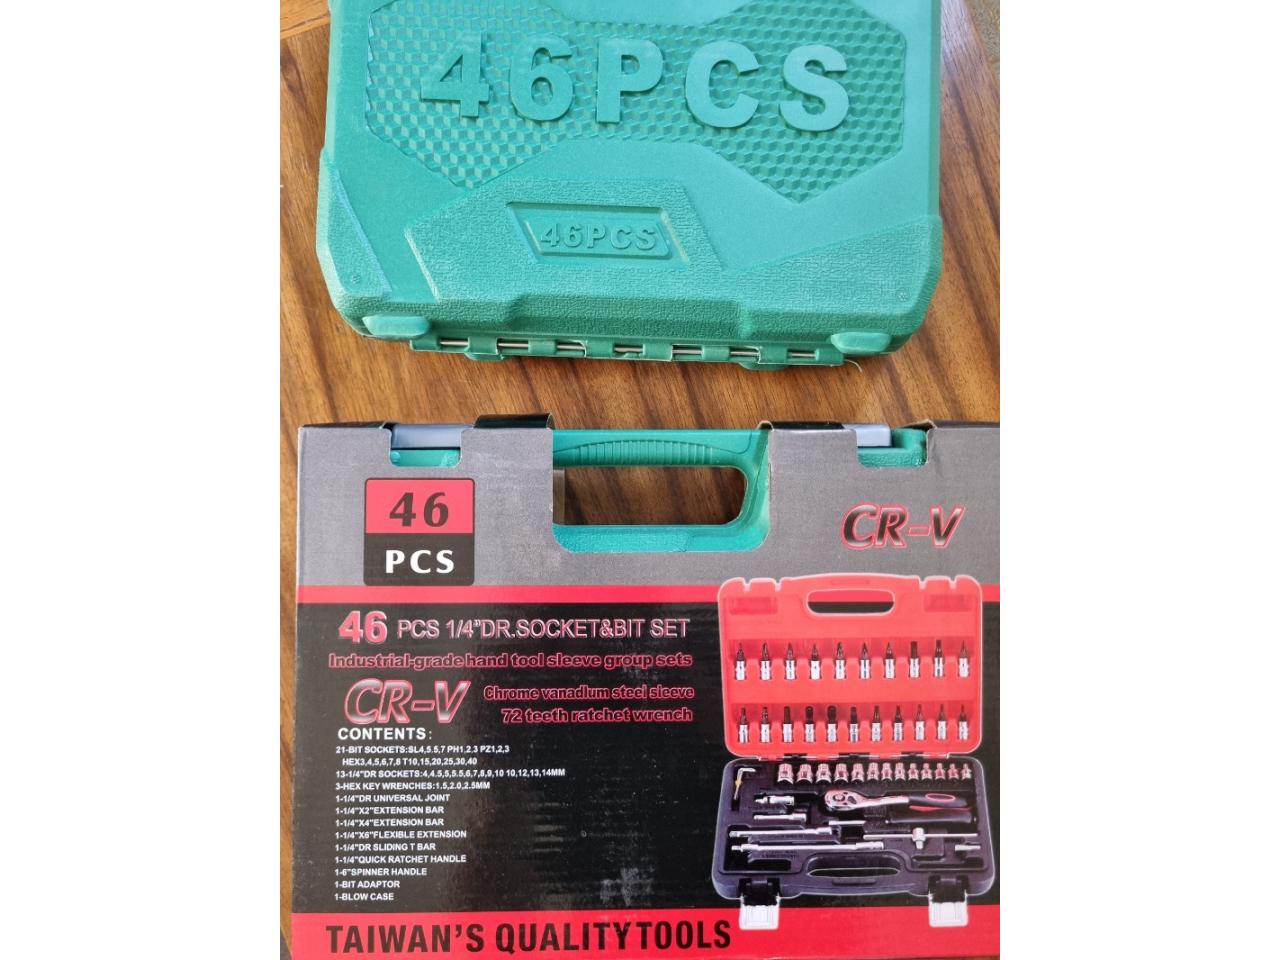 46PCS
46PCS
46
PCS
CR-V
46 PCS 1/4"DR.SOCKET&BIT SET
Industrial-grade hand tool sleeve group sets
CR-V
Chrome vanadium steel sleeve
72 teeth ratchet wrench
CONTENTS:
21-BIT SOCKETS:SL4,5.5,7 PH1,2.3 PZ1,2,3
HEX3,4,5,6,7,8 T10,15,20,25,30,40
13-1/4"DR SOCKETS:4,4.5,5,5.5,6,7,8,9,10 10,12,13,14MM
3-HEX KEY WRENCHES:1.5,2.0,2.5MM
1-1/4"DR UNIVERSAL JOINT
1-1/4"X2"EXTENSION BAR
1-1/4"X4"EXTENSION BAR
1-1/4"X6"FLEXIBLE EXTENSION
1-1/4"DR SLIDING T BAR
1-1/4"QUICK RATCHET HANDLE
1-6"SPINNER HANDLE
1-BIT ADAPTOR
1-BLOW CASE
TAIWAN'S QUALITYTOOLS